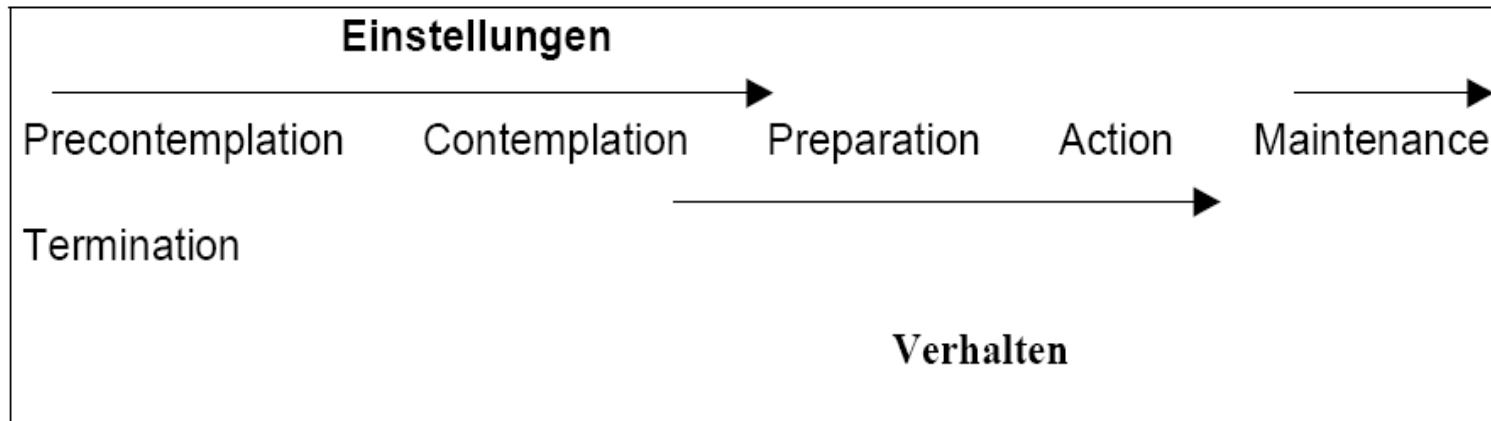 Einstellungen
Precontemplation Contemplation Preparation Action Maintenance
Termination
Verhalten